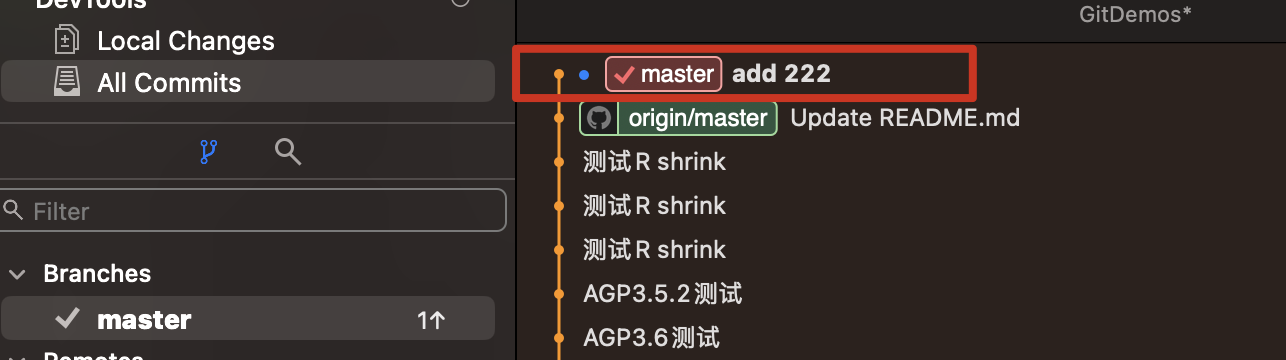 DevTools
Local Changes
All Commits
Filter
Branches
master 1↑
Remotes
GitDemos*
master add 222
origin/master Update README.md
测试R shrink
测试R shrink
测试R shrink
AGP3.5.2测试
AGP3.6测试